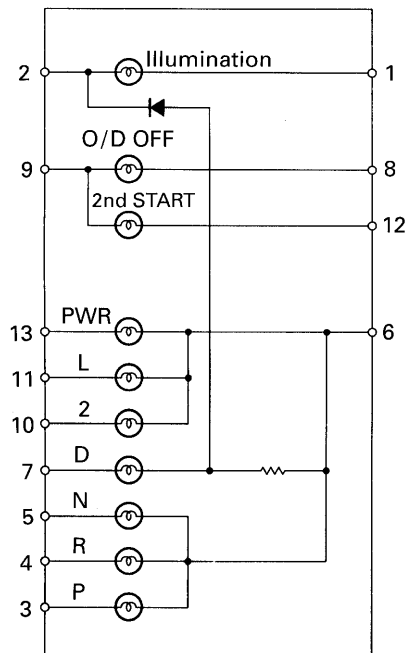 2 Illumination 1
O/D OFF
9 8
2nd START
12
PWR
13 6
L
11
2
10
D
7
N
5
R
4
P
3